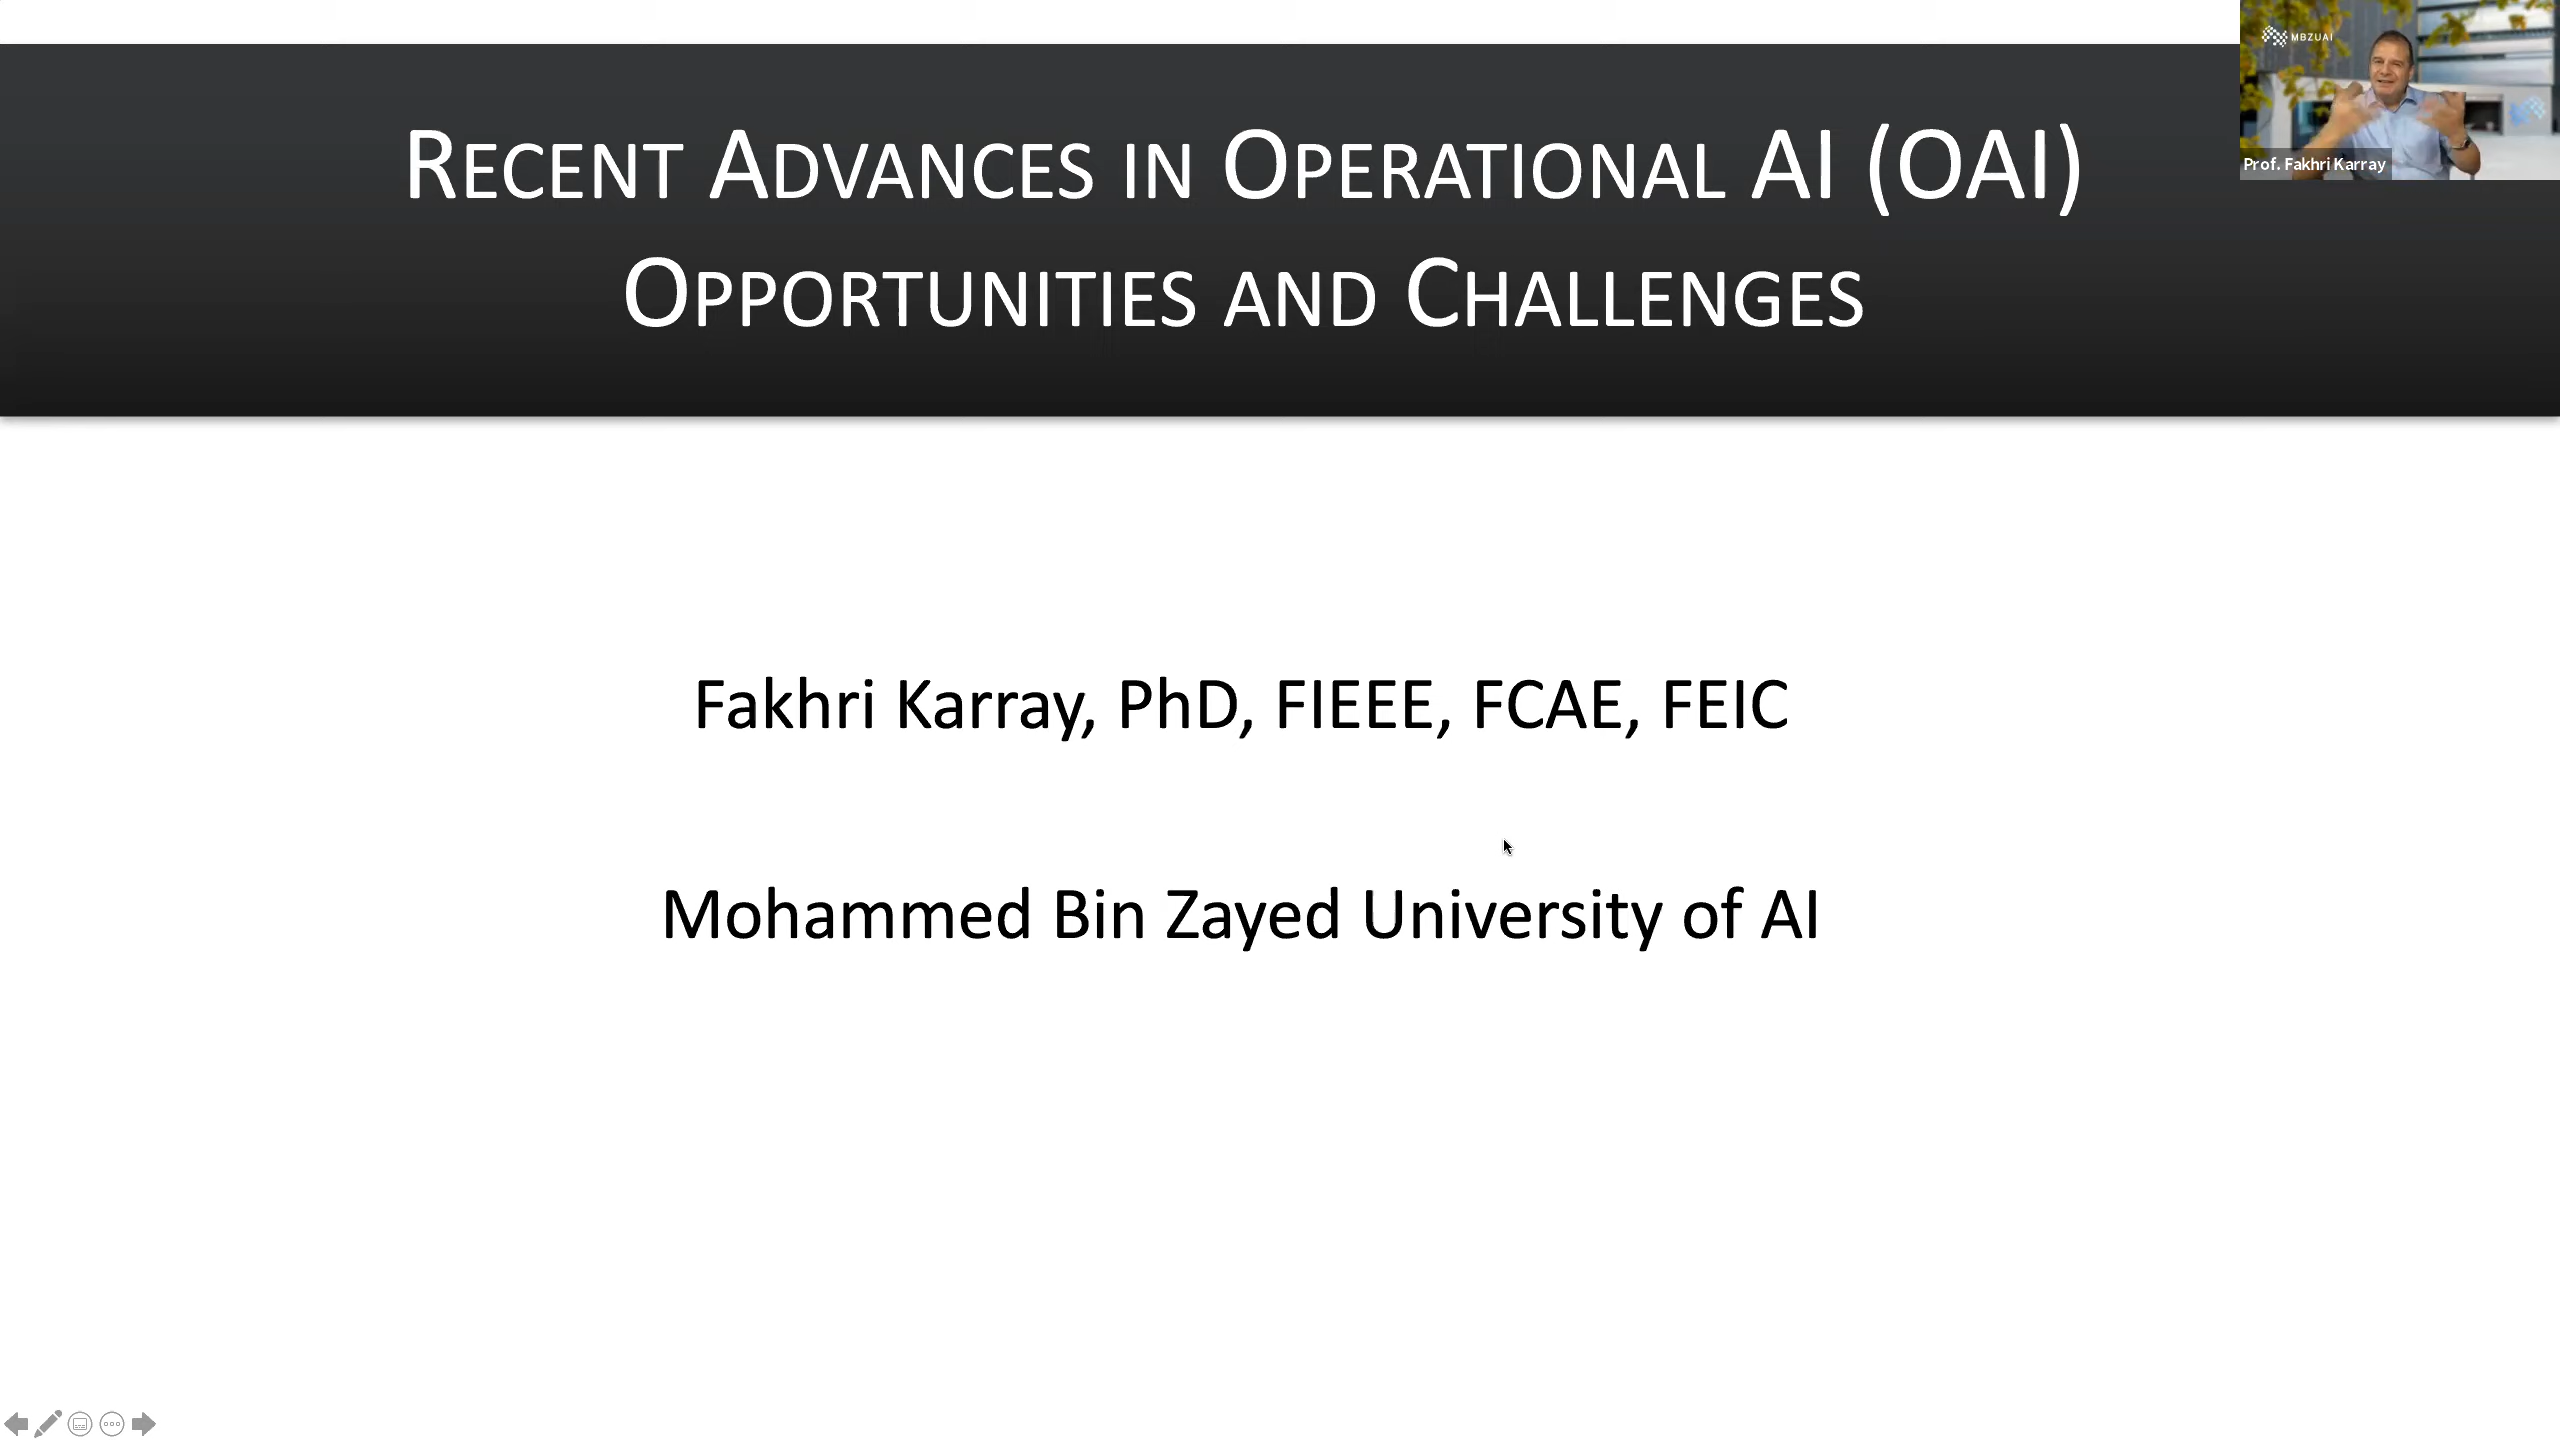 RECENT ADVANCES IN OPERATIONAL AI (OAI)
OPPORTUNITIES AND CHALLENGES
MBZUAI
Prof. Fakhri Karray
Fakhri Karray, PhD, FIEEE, FCAE, FEIC
Mohammed Bin Zayed University of AI